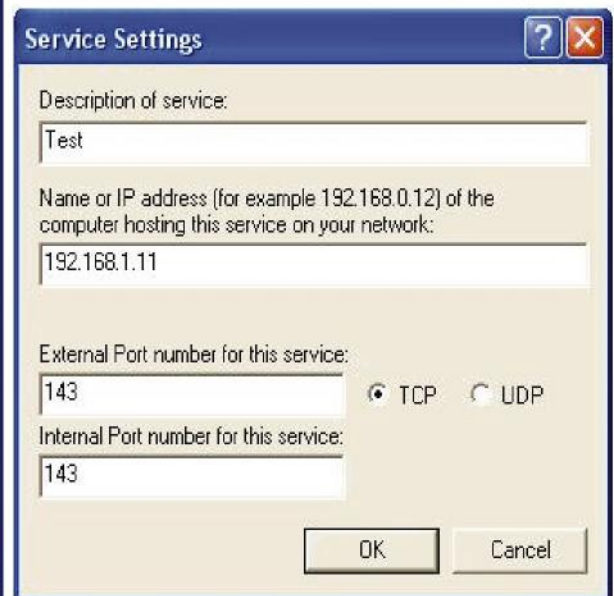 Service Settings
Description of service:
Test
Name or IP address (for example 192.168.0.12) of the
computer hosting this service on your network:
192.168.1.11
External Port number for this service:
143
TCP
UDP
Internal Port number for this service:
143
OK
Cancel